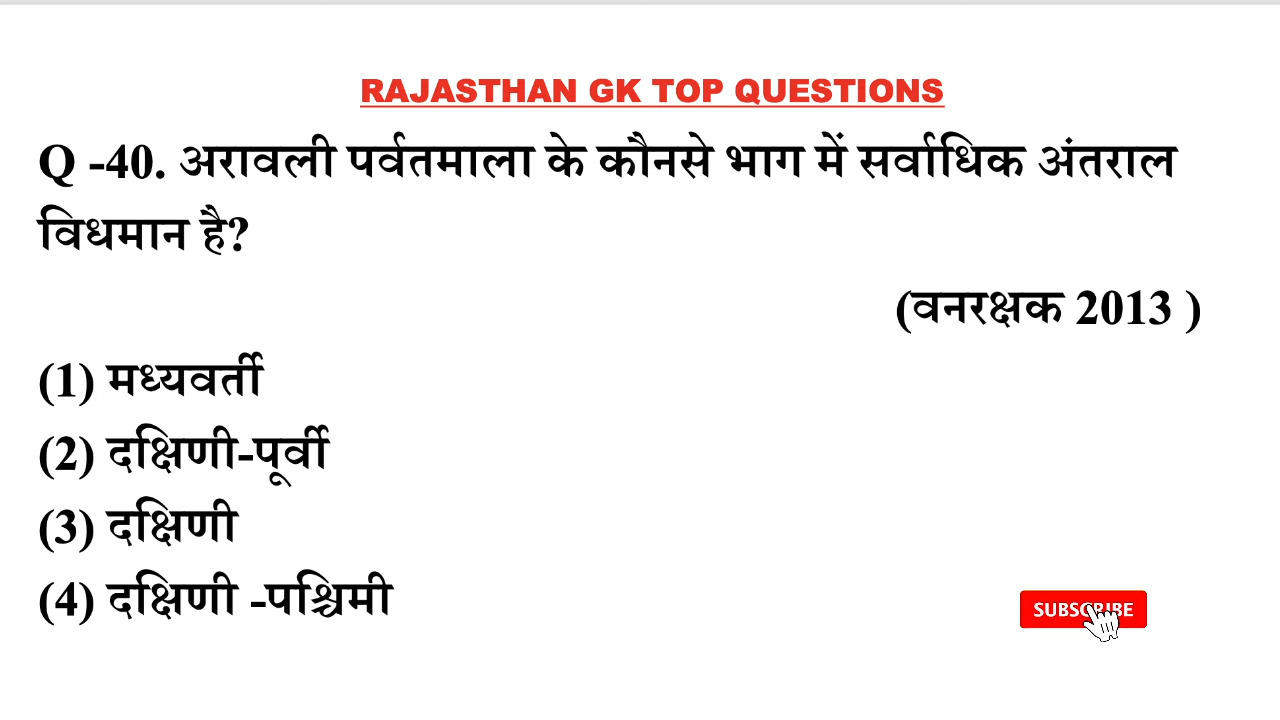 RAJASTHAN GK TOP QUESTIONS
Q -40. अरावली पर्वतमाला के कौनसे भाग में सर्वाधिक अंतराल
विधमान है?
(वनरक्षक 2013 )
(1) मध्यवर्ती
(2) दक्षिणी-पूर्वी
(3) दक्षिणी
(4) दक्षिणी -पश्चिमी
SUBSCRIBE